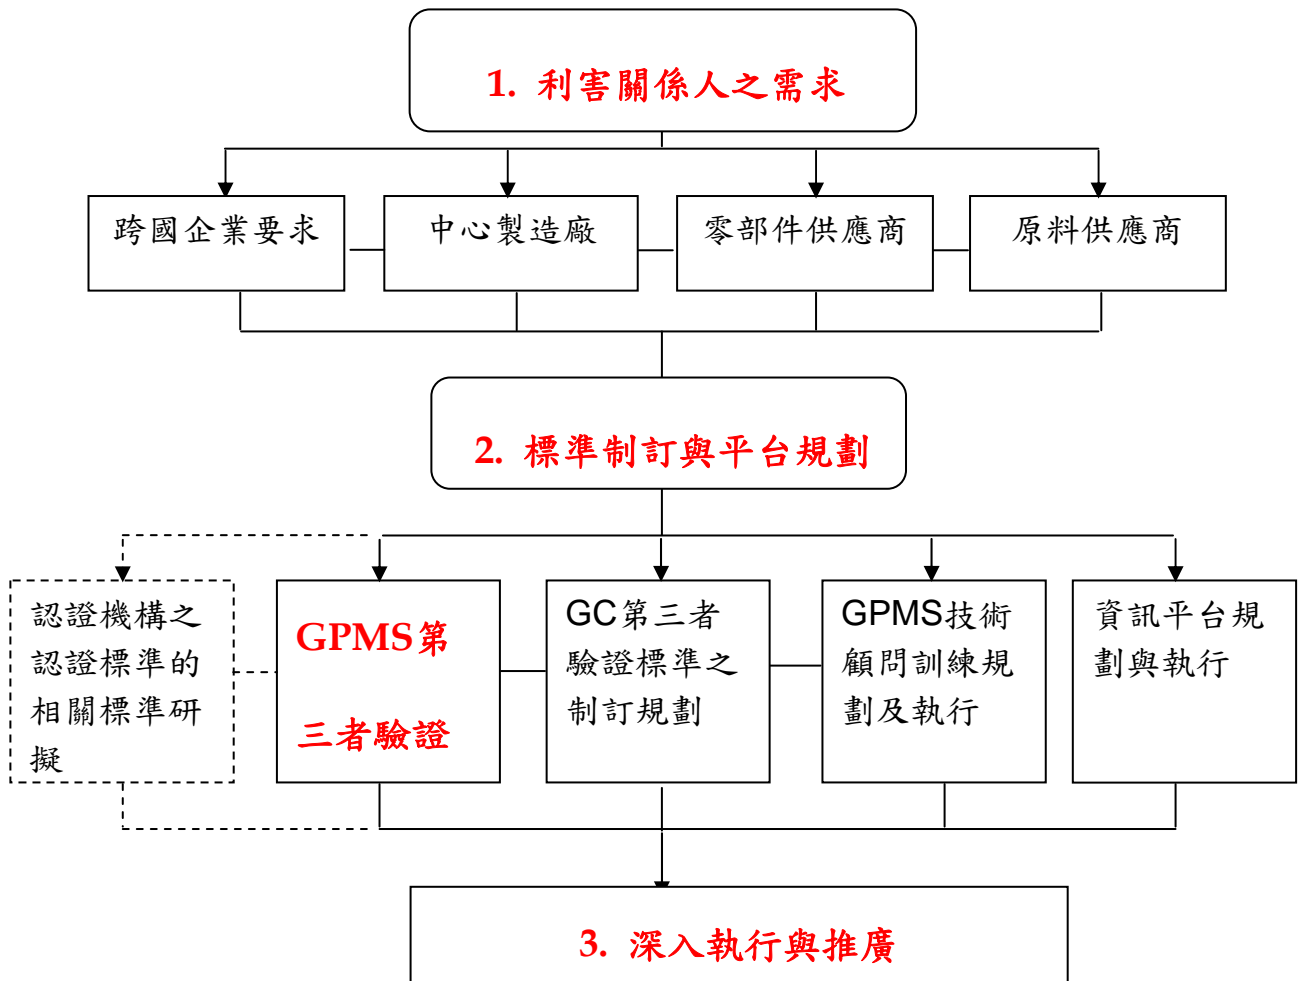 1. 利害關係人之需求
跨國企業要求
中心製造廠
零部件供應商
原料供應商
2. 標準制訂與平台規劃
認證機構之
認證標準的
相關標準研
擬
GPMS第
三者驗證
GC第三者
驗證標準之
制訂規劃
GPMS技術
顧問訓練規
劃及執行
資訊平台規
劃與執行
3. 深入執行與推廣